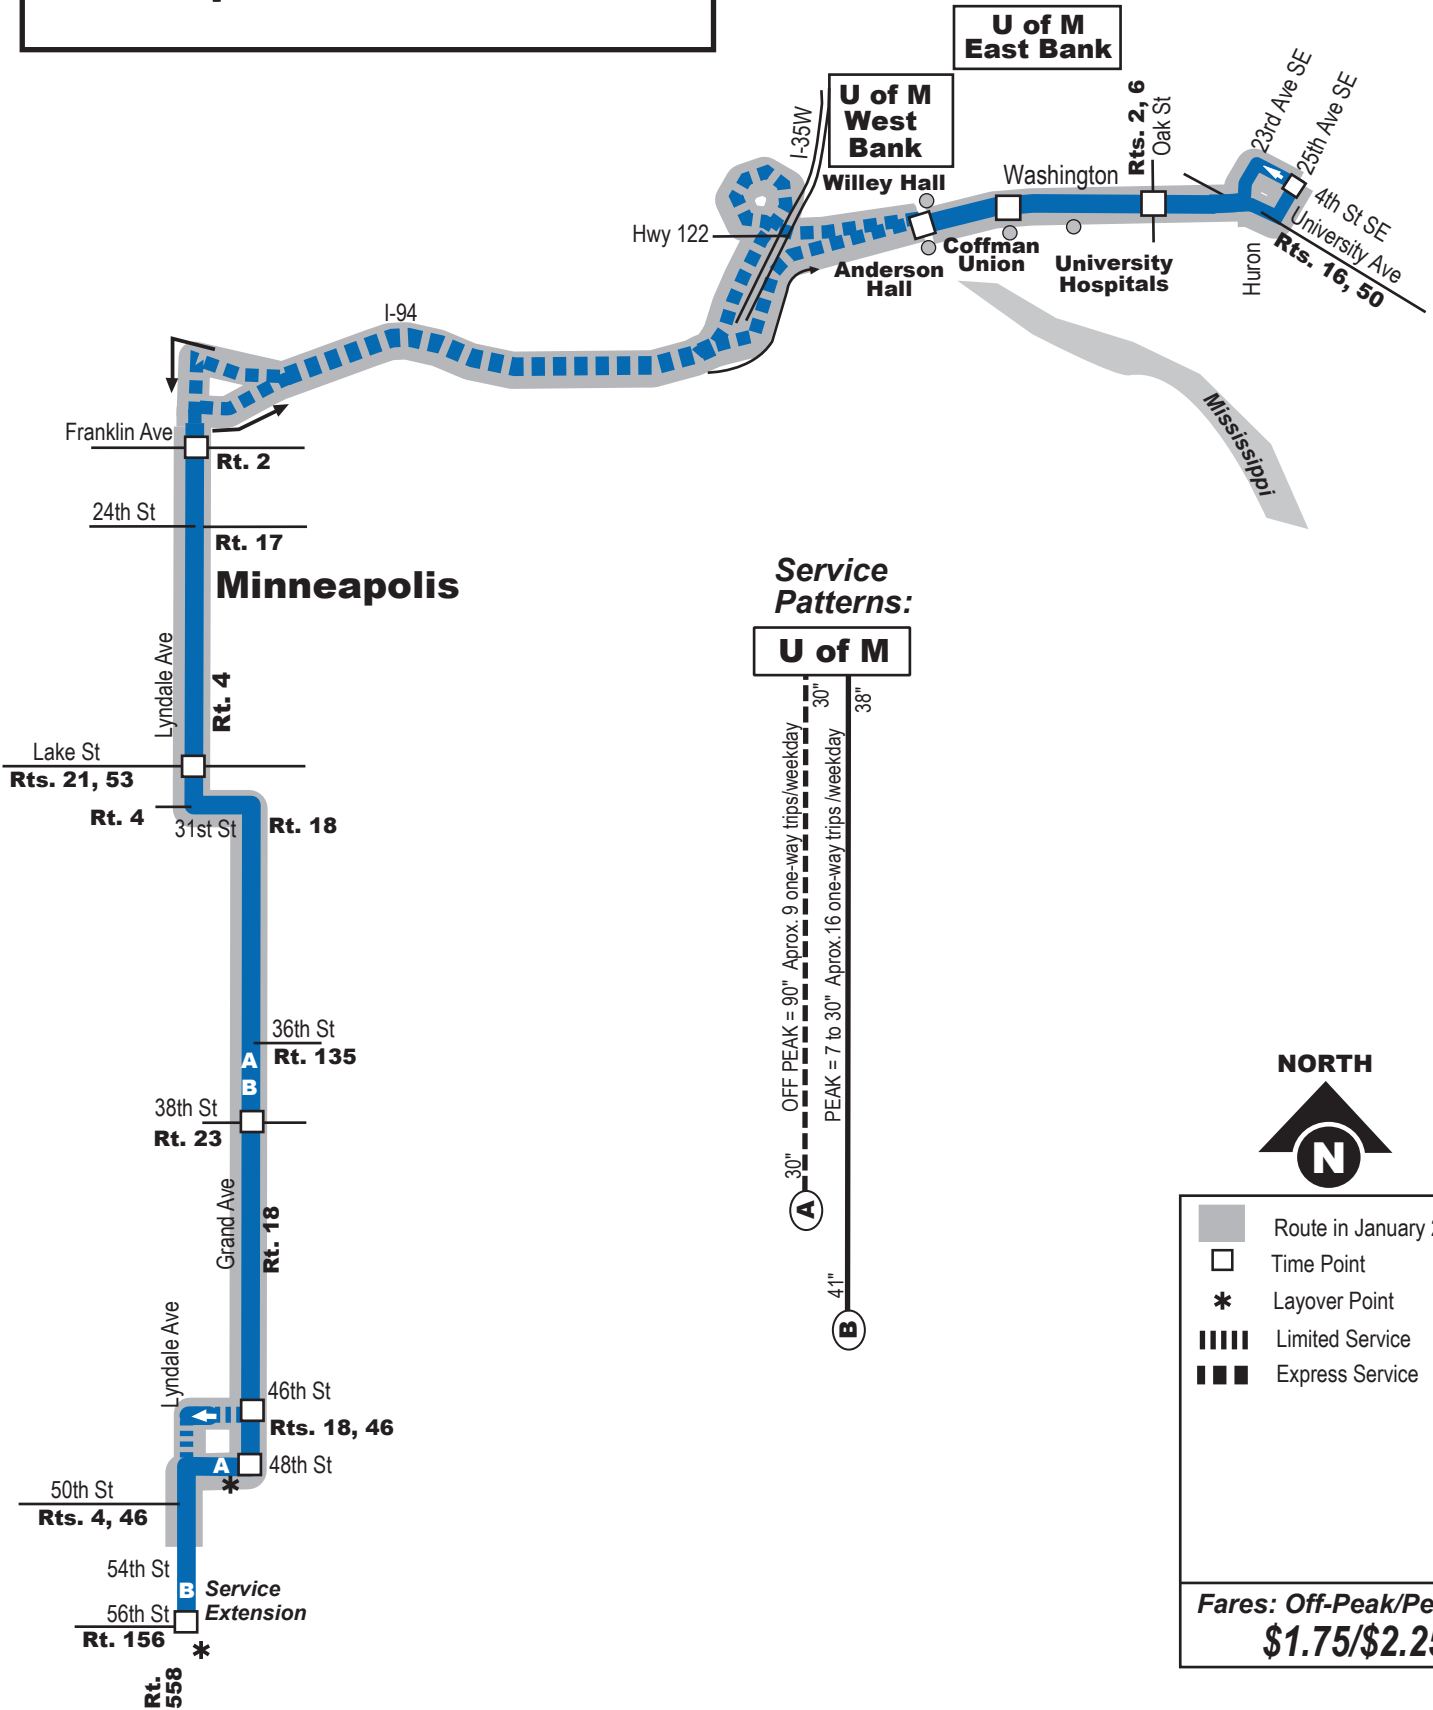 U of M
East Bank
U of M
West
Bank
I-35W
Willey Hall
Washington
Rts. 2, 6
Oak St
23rd Ave SE
25th Ave SE
4th St SE
University Ave
Rts. 16, 50
Huron
Hwy 122
Anderson
Hall
Coffman
Union
University
Hospitals
Mississippi
I-94
Franklin Ave
Rt. 2
24th St
Rt. 17
Minneapolis
Lyndale Ave
Rt. 4
Lake St
Rts. 21, 53
Rt. 4
31st St
Rt. 18
36th St
Rt. 135
A
B
38th St
Rt. 23
Grand Ave
Rt. 18
Lyndale Ave
46th St
Rts. 18, 46
A
48th St
50th St
Rts. 4, 46
54th St
B
Service
Extension
56th St
Rt. 156
Rt.
558
Service
Patterns:
U of M
30"
38"
OFF PEAK = 90" Aprox. 9 one-way trips/weekday
PEAK = 7 to 30" Aprox.16 one-way trips /weekday
30"
A
41"
B
NORTH
N
Route in January
Time Point
Layover Point
Limited Service
Express Service
Fares: Off-Peak/Pe
$1.75/$2.25